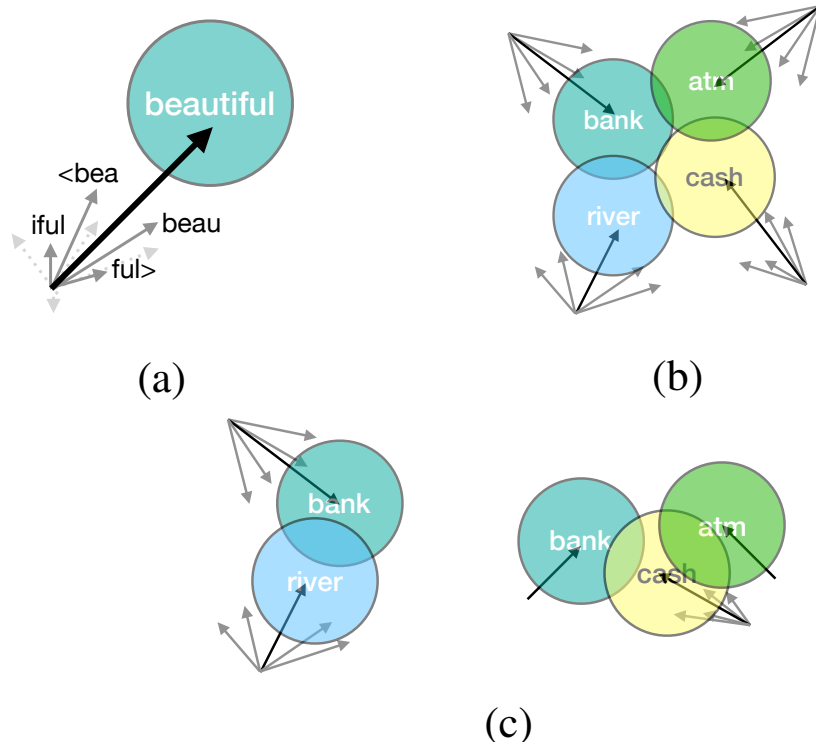 beautiful
<bea
iful
beau
ful>
(a)
atm
bank
cash
river
(b)
bank
river
bank
atm
cash
(c)